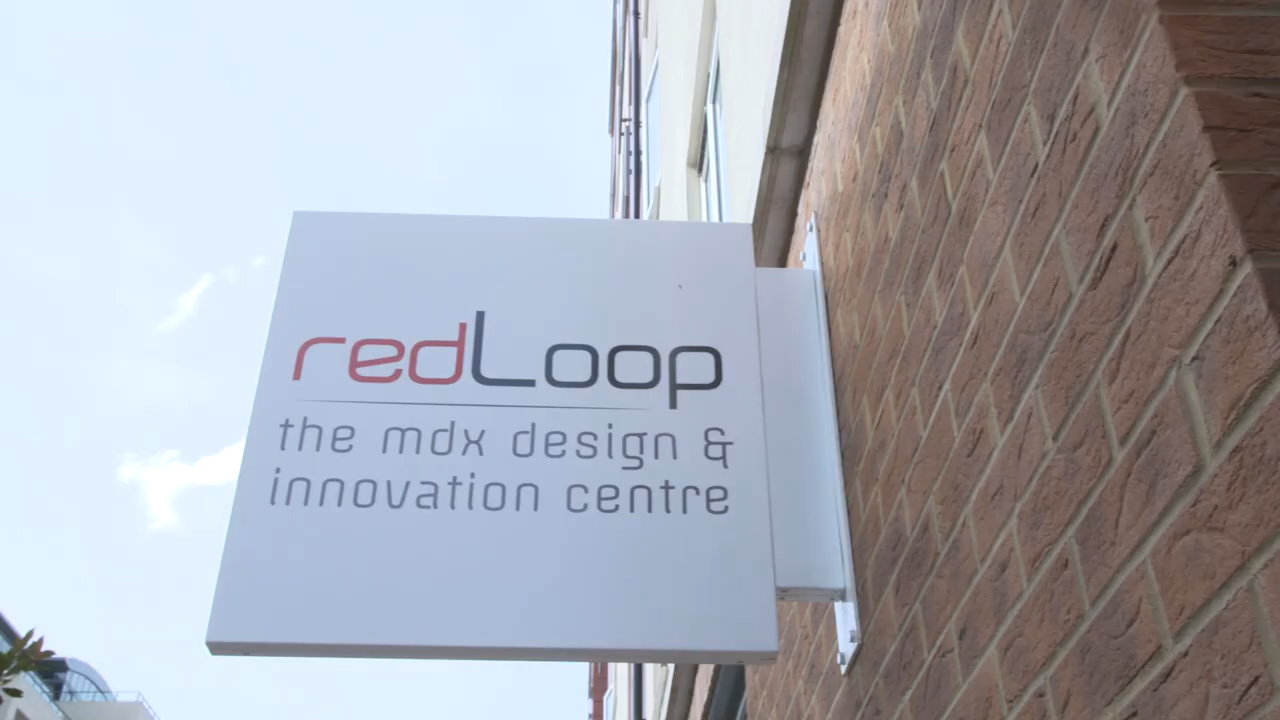 redLoop
the mdx design &
innovation centre